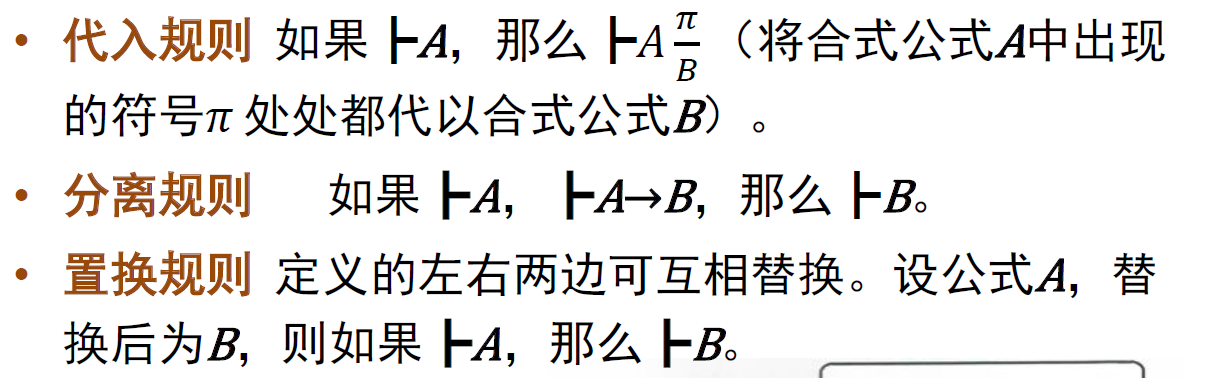 • 代入规则 如果┣A，那么┣A π/B （将合式公式A中出现
的符号π 处处都代以合式公式B）。
• 分离规则 如果┣A， ┣A→B，那么┣B。
• 置换规则 定义的左右两边可互相替换。设公式A，替
换后为B，则如果┣A，那么┣B。